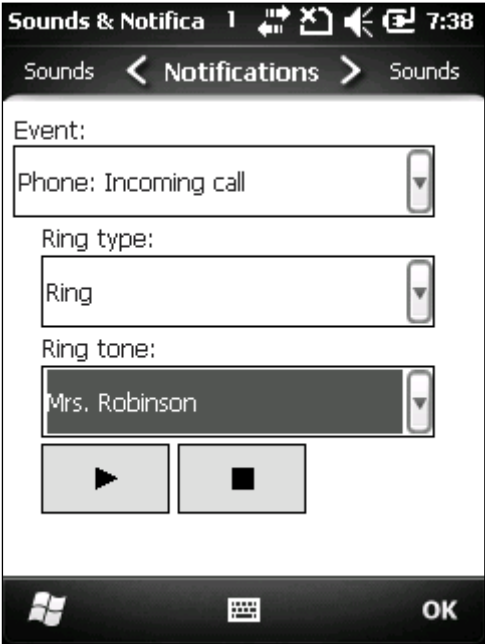 Sounds & Notifica 1 7:38
Sounds Notifications Sounds
Event:
Phone: Incoming call
Ring type:
Ring
Ring tone:
Mrs. Robinson
OK